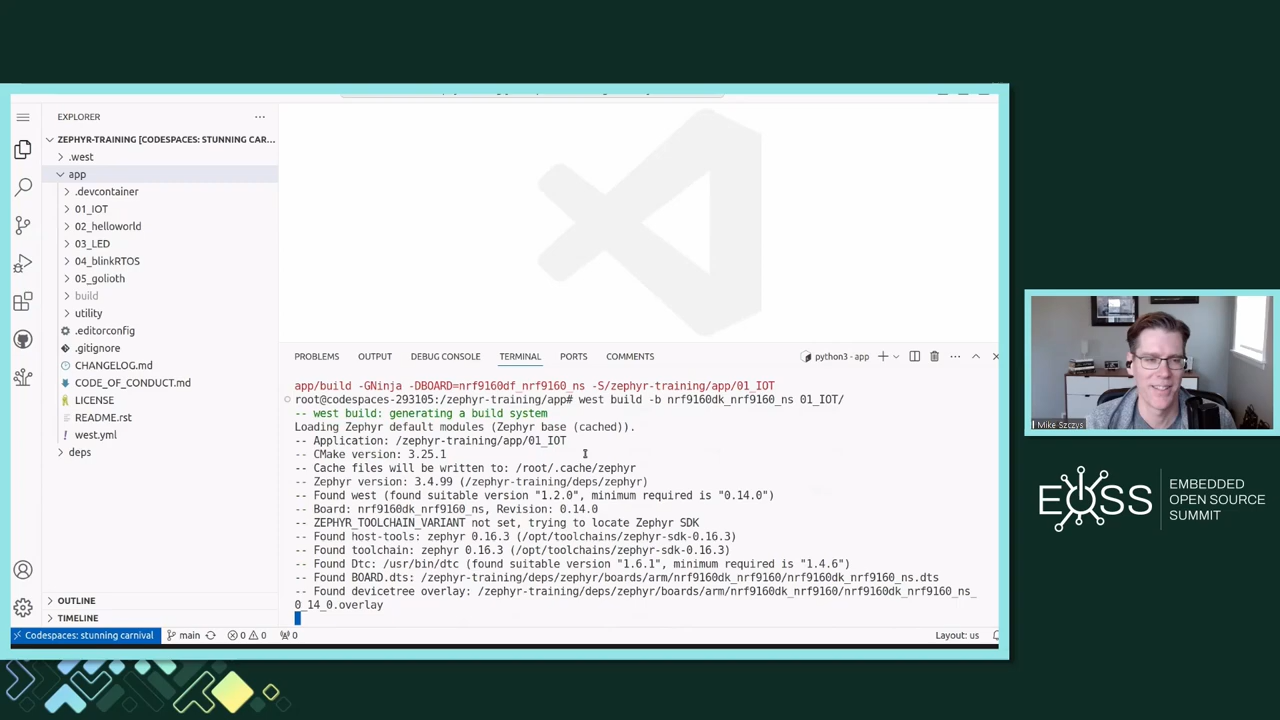 EXPLORER
ZEPHYR-TRAINING [CODESPACES: STUNNING CAR...
.west
app
.devcontainer
01_IOT
02_helloworld
03_LED
04_blinkRTOS
05_golioth
build
utility
.editorconfig
.gitignore
CHANGELOG.md
CODE_OF_CONDUCT.md
LICENSE
README.rst
west.yml
deps
OUTLINE
TIMELINE
PROBLEMS OUTPUT DEBUG CONSOLE TERMINAL PORTS COMMENTS python3 - app
app/build -GNinja -DBOARD=nrf9160df_nrf9160_ns -S/zephyr-training/app/01_IOT
root@codespaces-293105:/zephyr-training/app# west build -b nrf9160dk_nrf9160_ns 01_IOT/
-- west build: generating a build system
Loading Zephyr default modules (Zephyr base (cached)).
-- Application: /zephyr-training/app/01_IOT
-- CMake version: 3.25.1
-- Cache files will be written to: /root/.cache/zephyr
-- Zephyr version: 3.4.99 (/zephyr-training/deps/zephyr)
-- Found west (found suitable version "1.2.0", minimum required is "0.14.0")
-- Board: nrf9160dk_nrf9160_ns, Revision: 0.14.0
-- ZEPHYR_TOOLCHAIN_VARIANT not set, trying to locate Zephyr SDK
-- Found host-tools: zephyr 0.16.3 (/opt/toolchains/zephyr-sdk-0.16.3)
-- Found toolchain: zephyr 0.16.3 (/opt/toolchains/zephyr-sdk-0.16.3)
-- Found Dtc: /usr/bin/dtc (found suitable version "1.6.1", minimum required is "1.4.6")
-- Found BOARD.dts: /zephyr-training/deps/zephyr/boards/arm/nrf9160dk_nrf9160/nrf9160dk_nrf9160_ns.dts
-- Found devicetree overlay: /zephyr-training/deps/zephyr/boards/arm/nrf9160dk_nrf9160/nrf9160dk_nrf9160_ns_
0_14_0.overlay
Codespaces: stunning carnival main 0 0 0 Layout: us
Mike Szczys
EOSS
EMBEDDED
OPEN SOURCE
SUMMIT